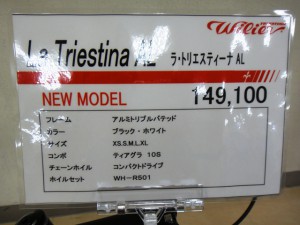 Wilier
La Triestina AL ラ・トリエスティーナ AL
NEW MODEL 149,100
フレーム アルミトリプルバテッド
カラー ブラック・ホワイト
サイズ XS,S,M,L,XL
コンポ ティアグラ 10S
チェーンホイル コンパクトドライブ
ホイルセット WH-R501